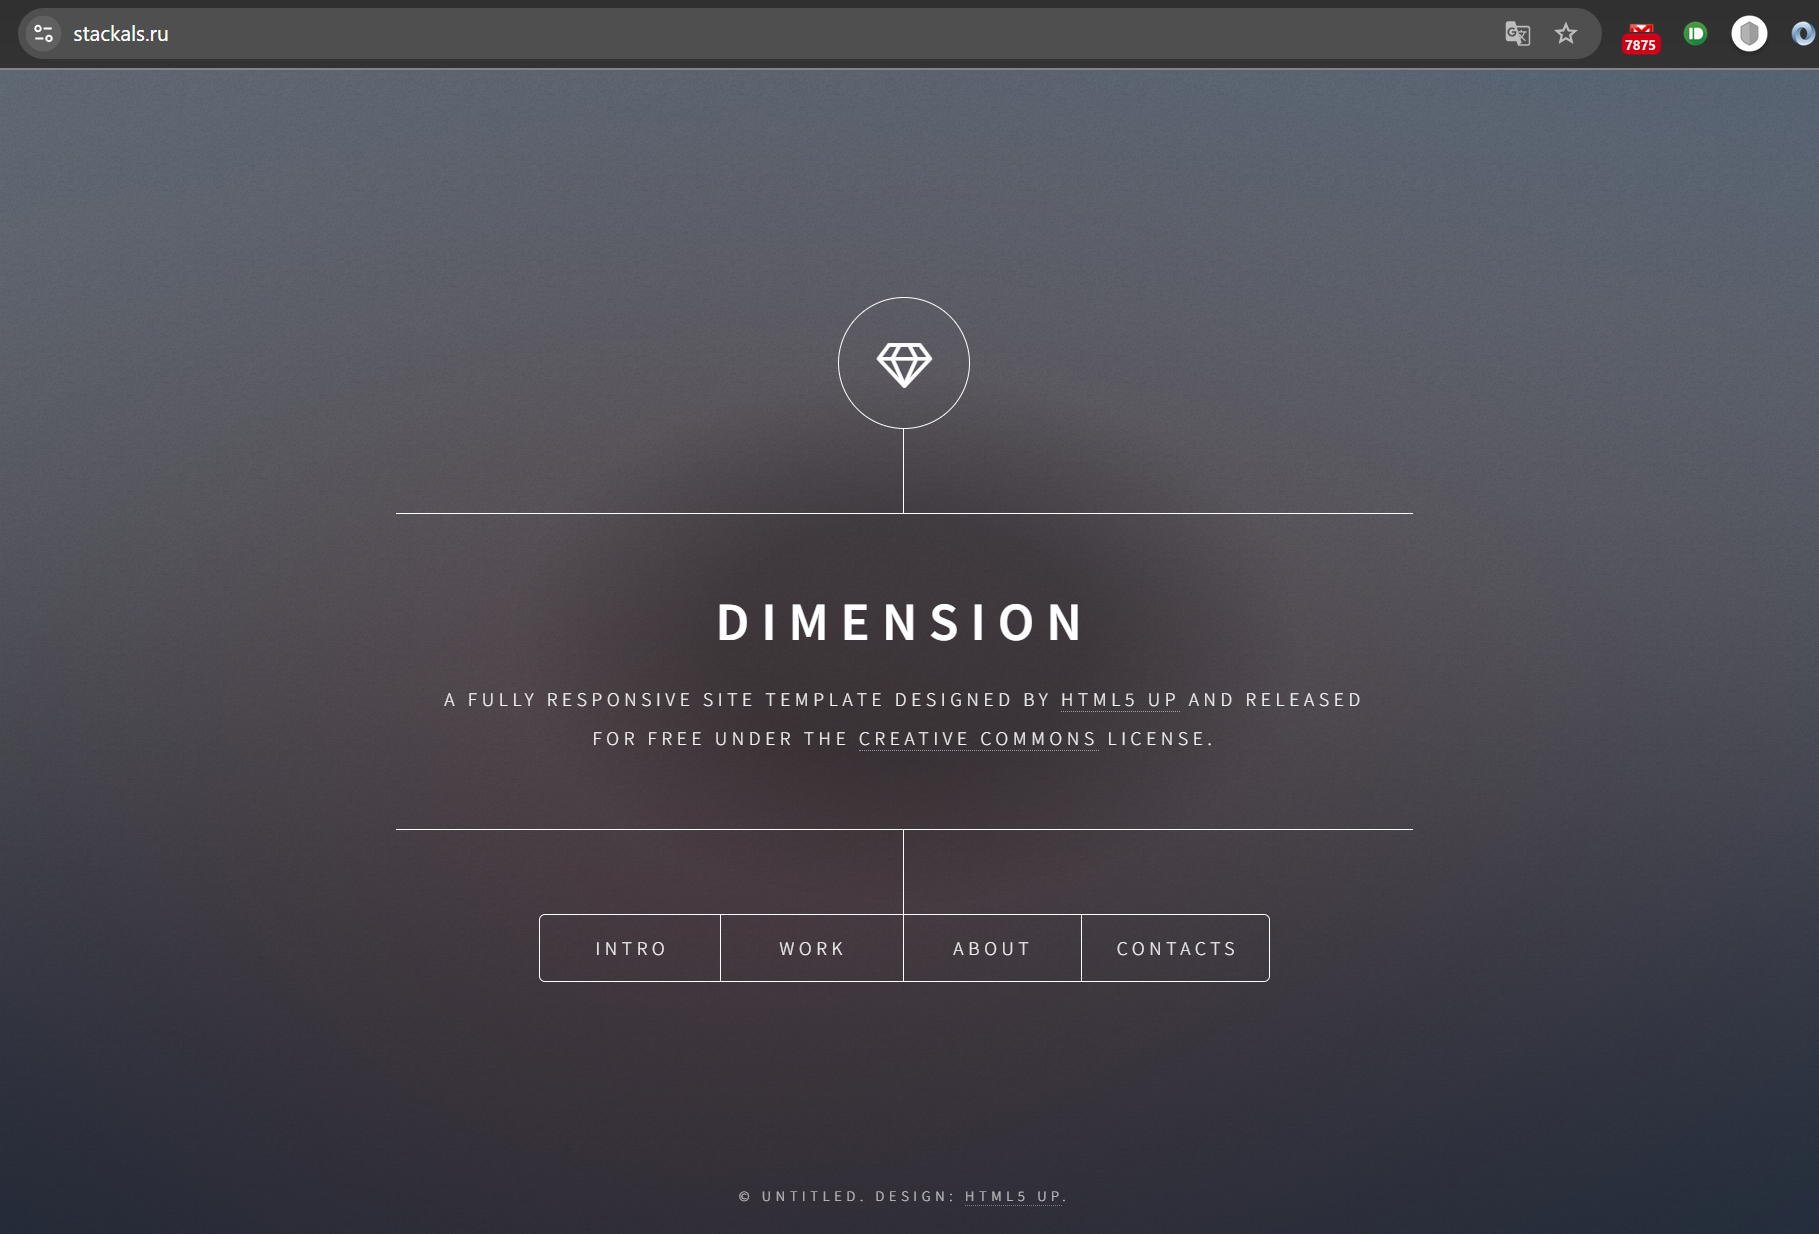 stackals.ru
7875
DIMENSION
A FULLY RESPONSIVE SITE TEMPLATE DESIGNED BY HTML5 UP AND RELEASED
FOR FREE UNDER THE CREATIVE COMMONS LICENSE.
INTRO
WORK
ABOUT
CONTACTS
© UNTITLED. DESIGN: HTML5 UP.